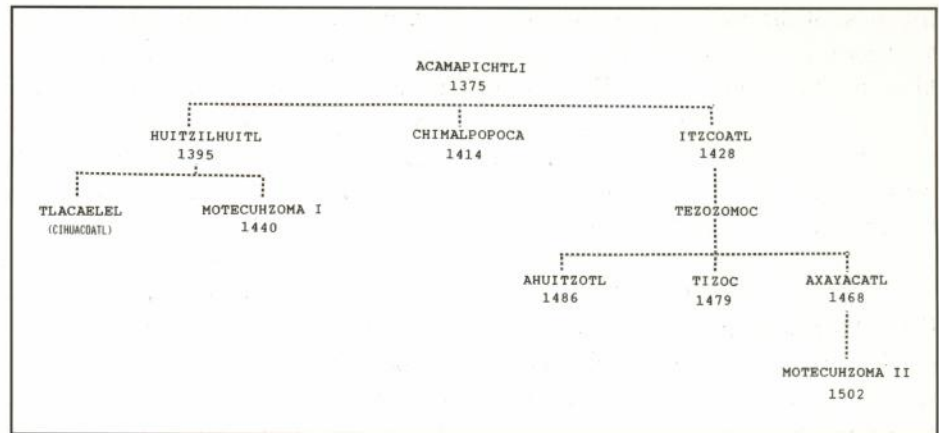 ACAMAPICHTLI
1375
HUITZILHUITL
1395
CHIMALPOPOCA
1414
ITZCOATL
1428
TLACAELEL
(CIHUACOATL)
MOTECUHZOMA I
1440
TEZOZOMOC
AHUITZOTL
1486
TIZOC
1479
AXAYACATL
1468
MOTECUHZOMA II
1502